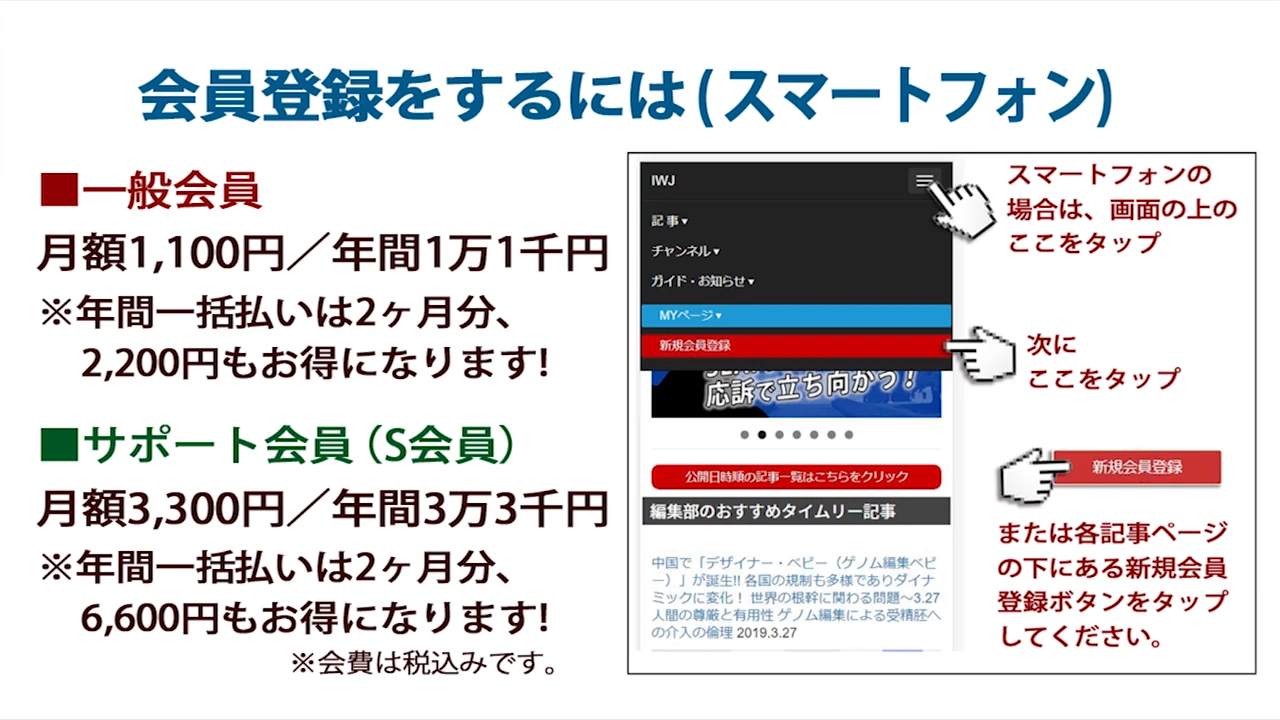 会員登録をするには(スマートフォン)
■一般会員
月額1,100円／年間1万1千円
※年間一括払いは2ヶ月分、
2,200円もお得になります!
■サポート会員（S会員）
月額3,300円／年間3万3千円
※年間一括払いは2ヶ月分、
6,600円もお得になります!
※会費は税込みです。
IWJ
記事▾
チャンネル▾
ガイド・お知らせ▾
MYページ▾
新規会員登録
応訴で立ち向かう！
公開日時順の記事一覧はこちらをクリック
編集部のおすすめタイムリー記事
中国で「デザイナー・ベビー（ゲノム編集ベビ
ー）」が誕生!! 各国の規制も多様でありダイナ
ミックに変化！ 世界の根幹に関わる問題～3.27
人間の尊厳と有用性 ゲノム編集による受精胚へ
の介入の倫理 2019.3.27
スマートフォンの
場合は、画面の上の
ここをタップ
次に
ここをタップ
新規会員登録
または各記事ページ
の下にある新規会員
登録ボタンをタップ
してください。